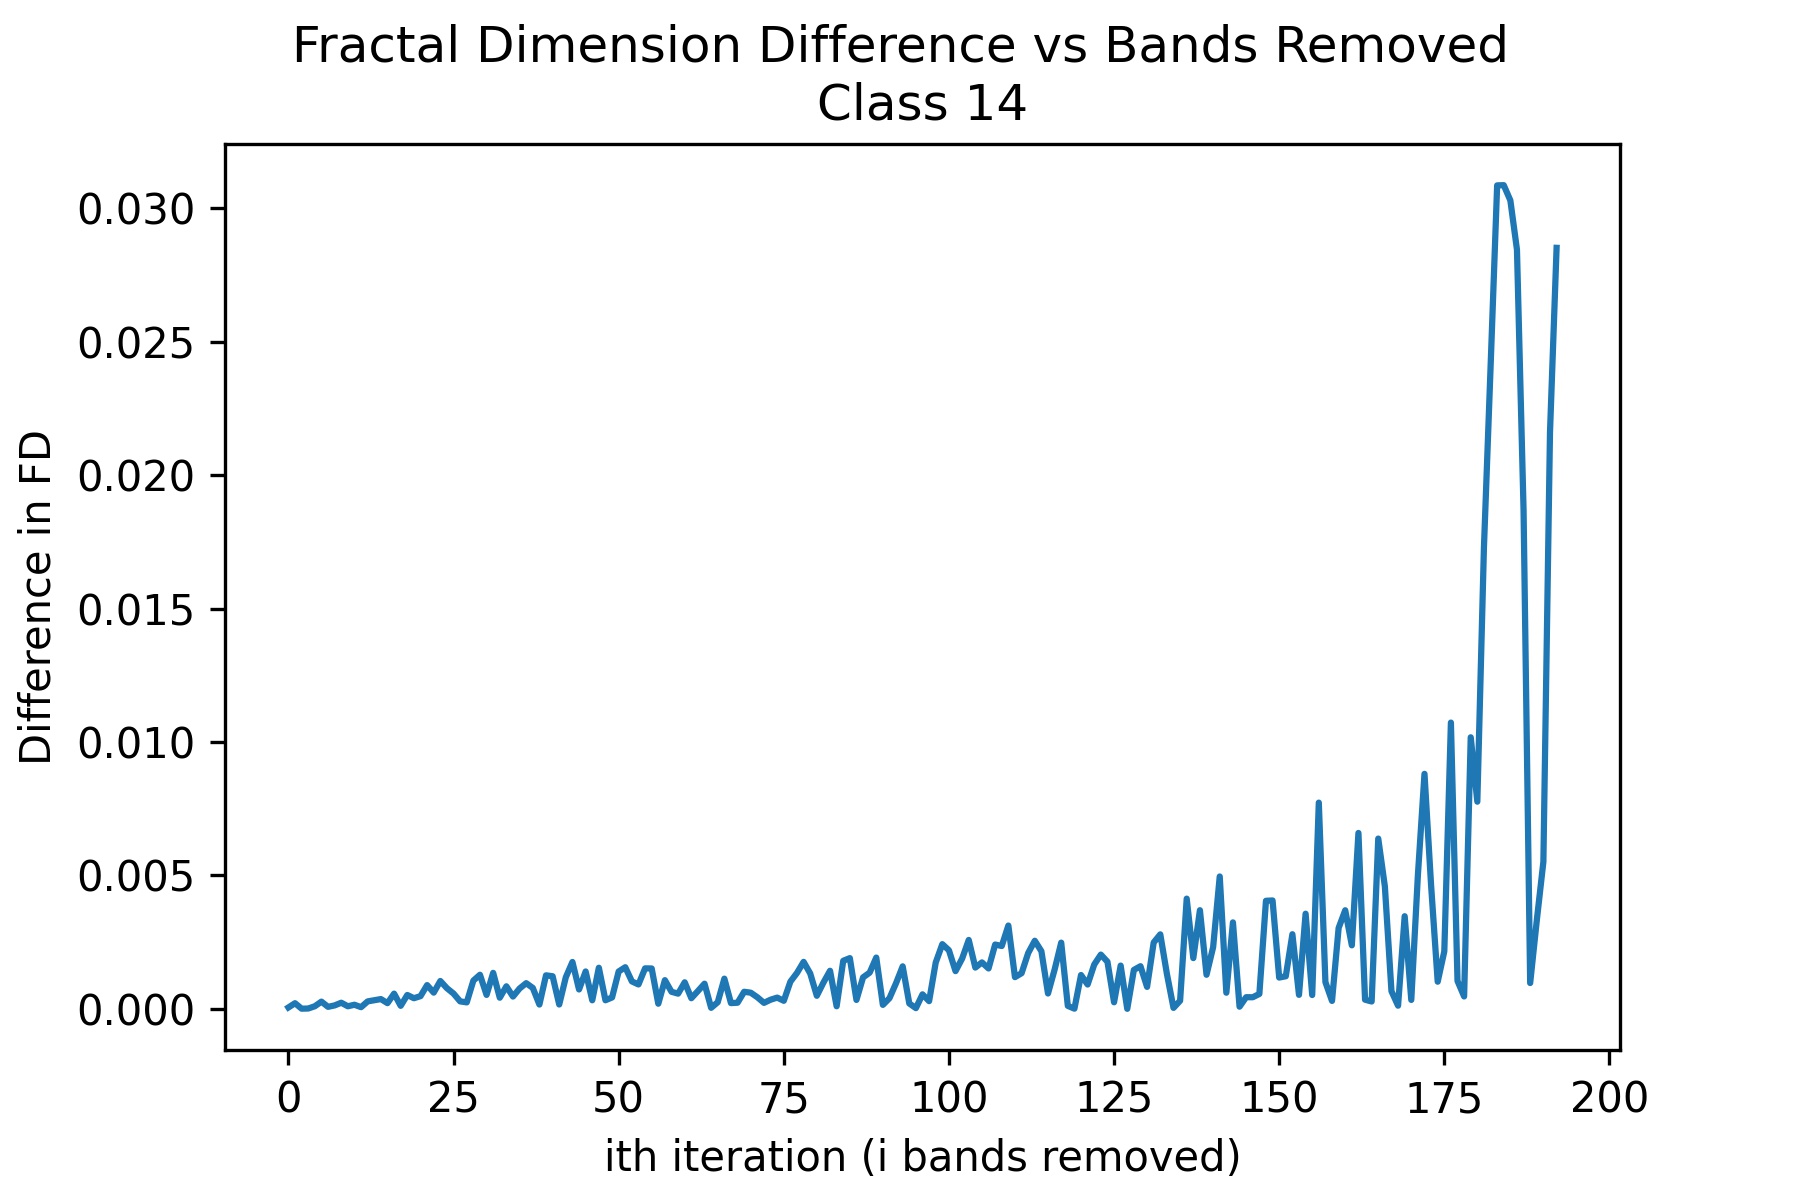 Fractal Dimension Difference vs Bands Removed
Class 14
0.030
0.025
0.020
0.015
0.010
0.005
0.000
Difference in FD
0 25 50 75 100 125 150 175 200
ith iteration (i bands removed)